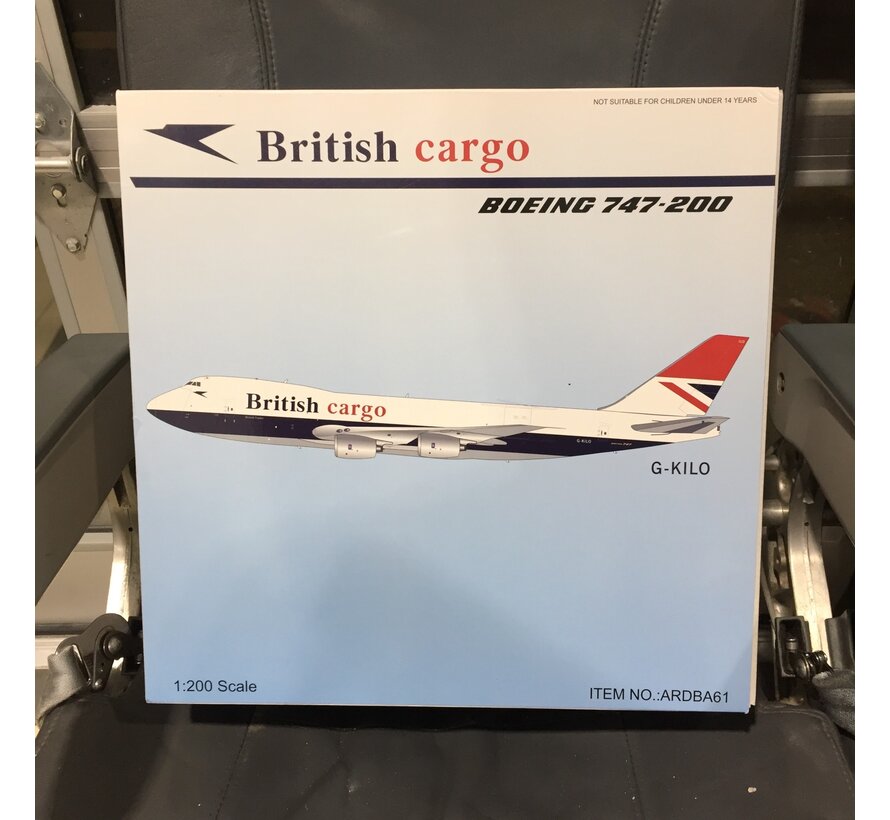 NOT SUITABLE FOR CHILDREN UNDER 14 YEARS
British cargo
BOEING 747-200
British cargo
G-KILO
G-KILO
1:200 Scale
ITEM NO.:ARDBA61